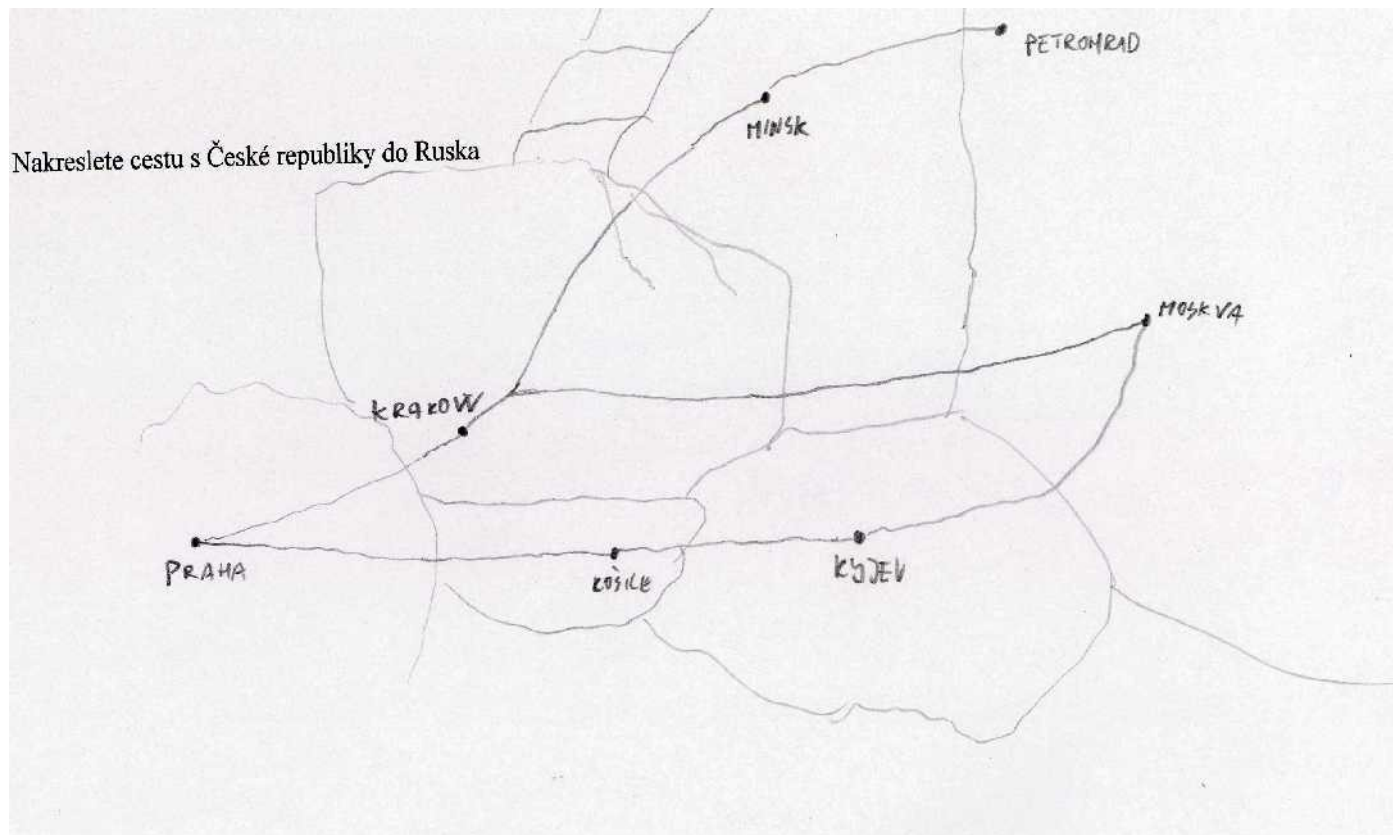 PETROHRAD
MINSK
Nakreslete cestu s České republiky do Ruska
MOSKVA
KRAKOW
PRAHA
KOŠICE
KYJEV